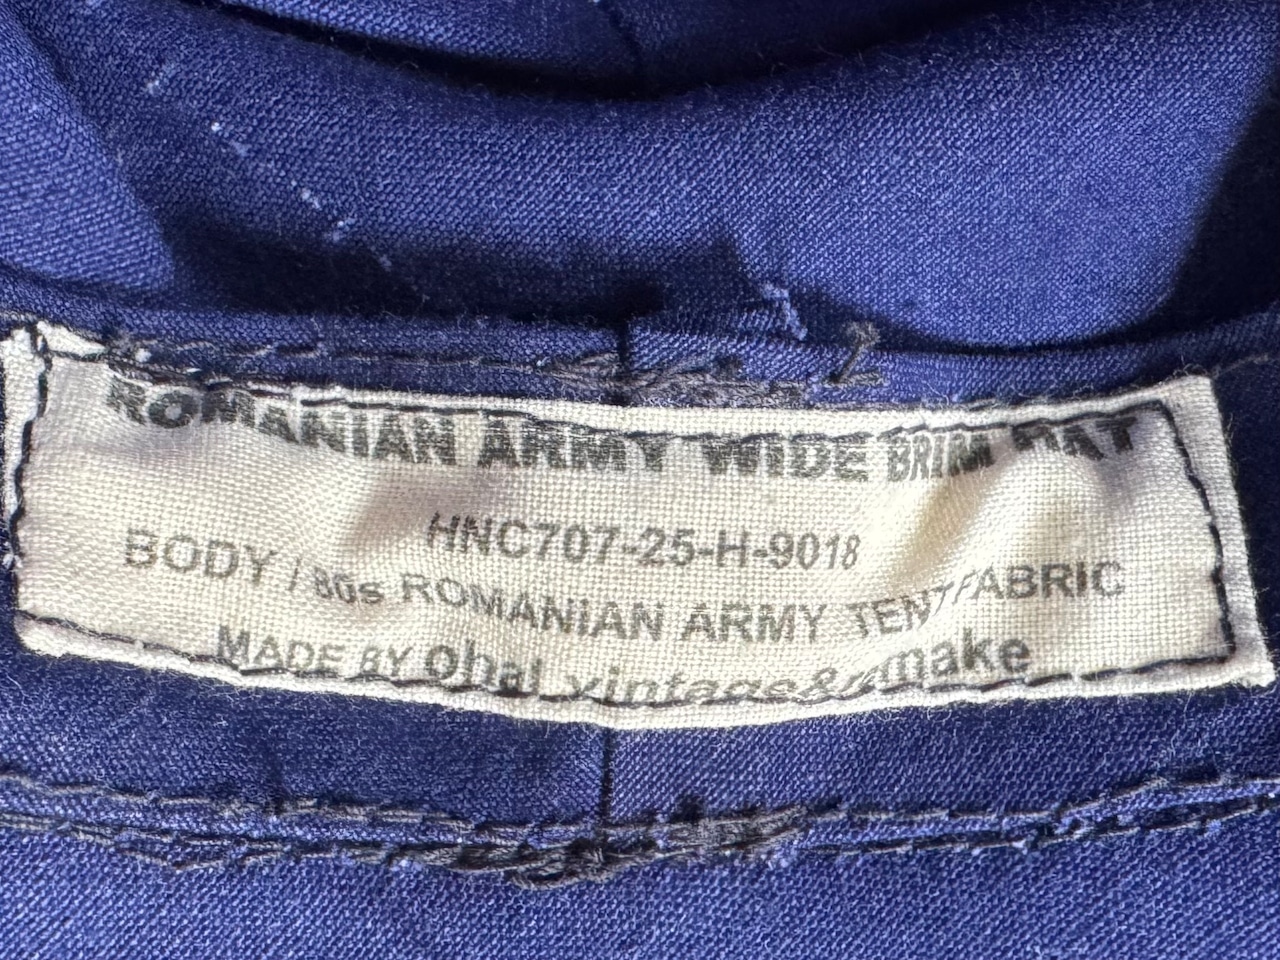 ROMANIAN ARMY WIDE BRIM HAT
HNC707-25-H-9018
BODY / 80s ROMANIAN ARMY TENT FABRIC
MADE BY ohal vintage&remake